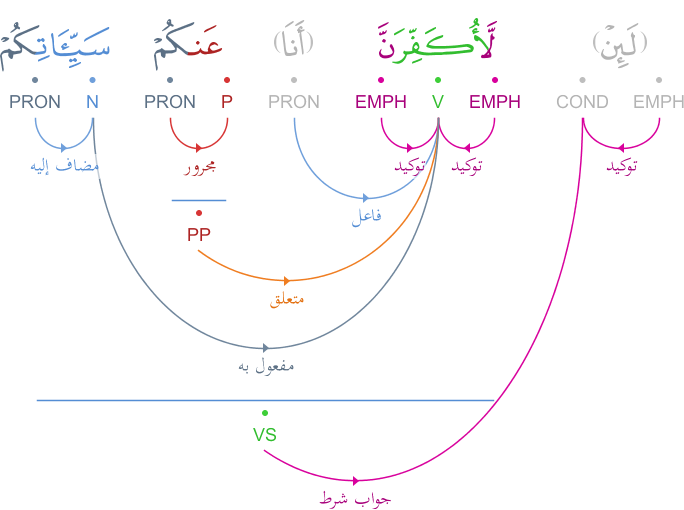 (لَئِنْ) لَّأُكَفِّرَنَّ (أَنَا) عَنكُمْ سَيِّـَٔاتِكُمْ
PRON N PRON P PRON EMPH V EMPH COND EMPH
مضاف إليه مجرور توكيد توكيد توكيد
فاعل
PP
متعلق
مفعول به
VS
جواب شرط